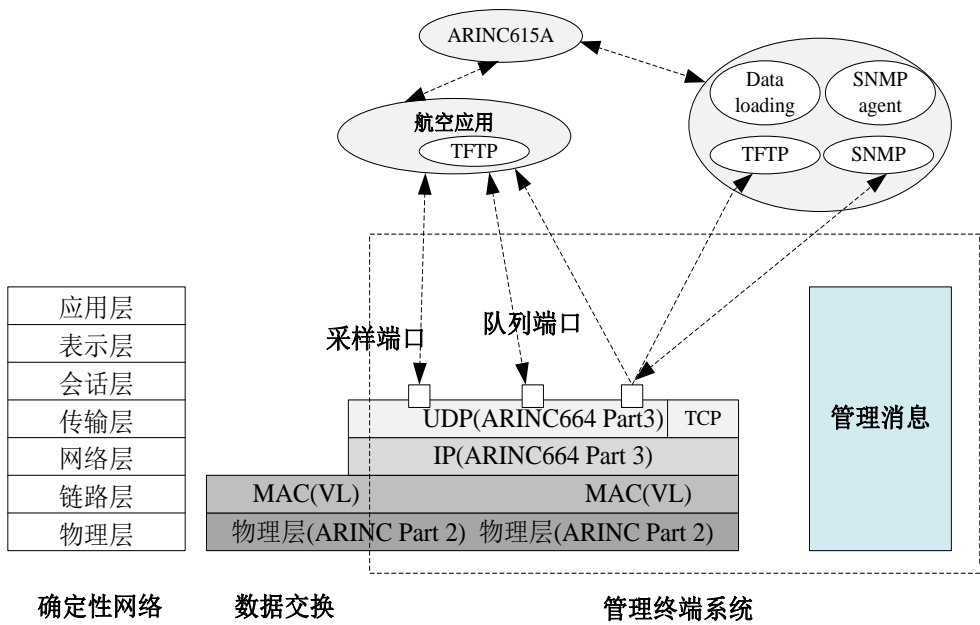 ARINC615A
航空应用
TFTP
Data
loading
SNMP
agent
TFTP
SNMP
采样端口
队列端口
应用层
表示层
会话层
传输层
网络层
链路层
物理层
UDP(ARINC664 Part3)
TCP
IP(ARINC664 Part 3)
MAC(VL)
MAC(VL)
物理层(ARINC Part 2)
物理层(ARINC Part 2)
管理消息
确定性网络
数据交换
管理终端系统